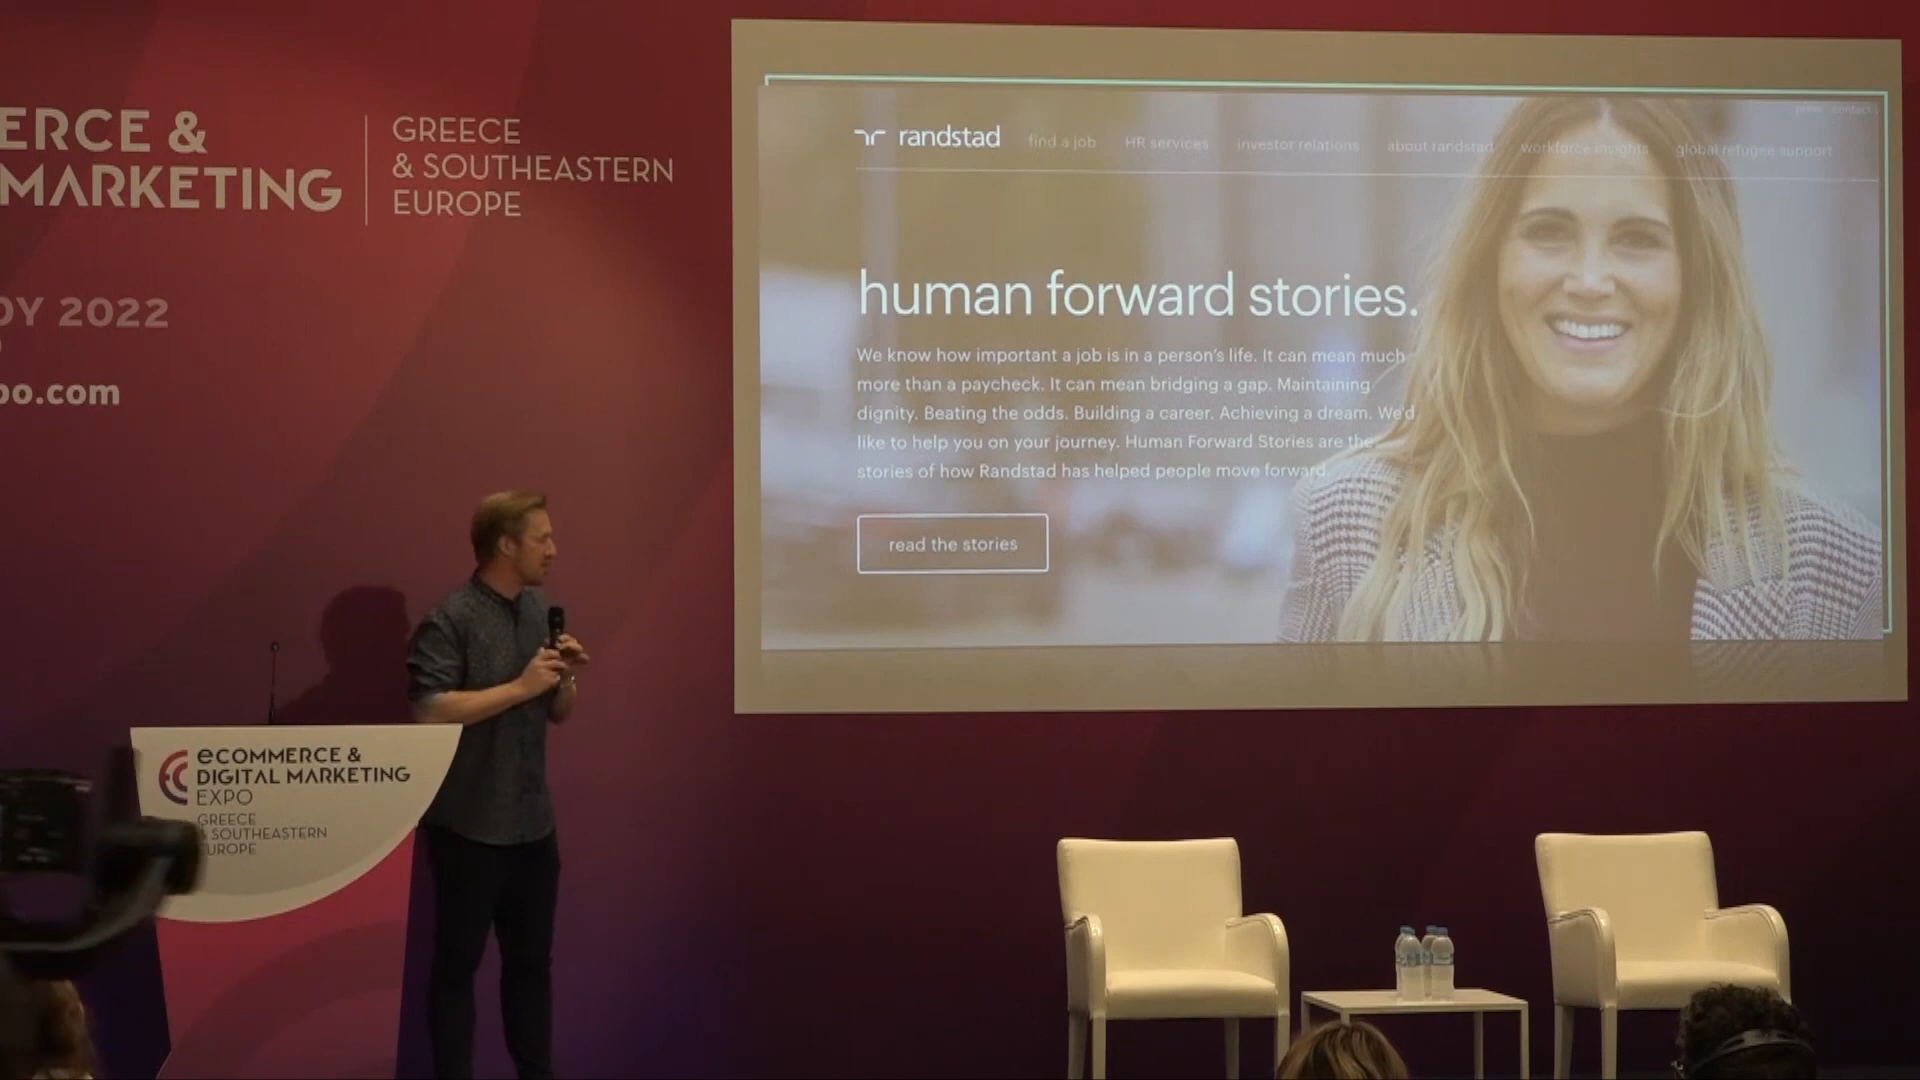 ERCE &
MARKETING
GREECE
& SOUTHEASTERN
EUROPE
ΟΥ 2022
po.com
randstad
find a job
HR services
investor relations
about randstad
workforce insights
global refugee support
press
contact
human forward stories.
We know how important a job is in a person's life. It can mean much
more than a paycheck. It can mean bridging a gap. Maintaining
dignity. Beating the odds. Building a career. Achieving a dream. We'd
like to help you on your journey. Human Forward Stories are the
stories of how Randstad has helped people move forward.
read the stories
eCOMMERCE &
DIGITAL MARKETING
EXPO
GREECE
& SOUTHEASTERN
EUROPE